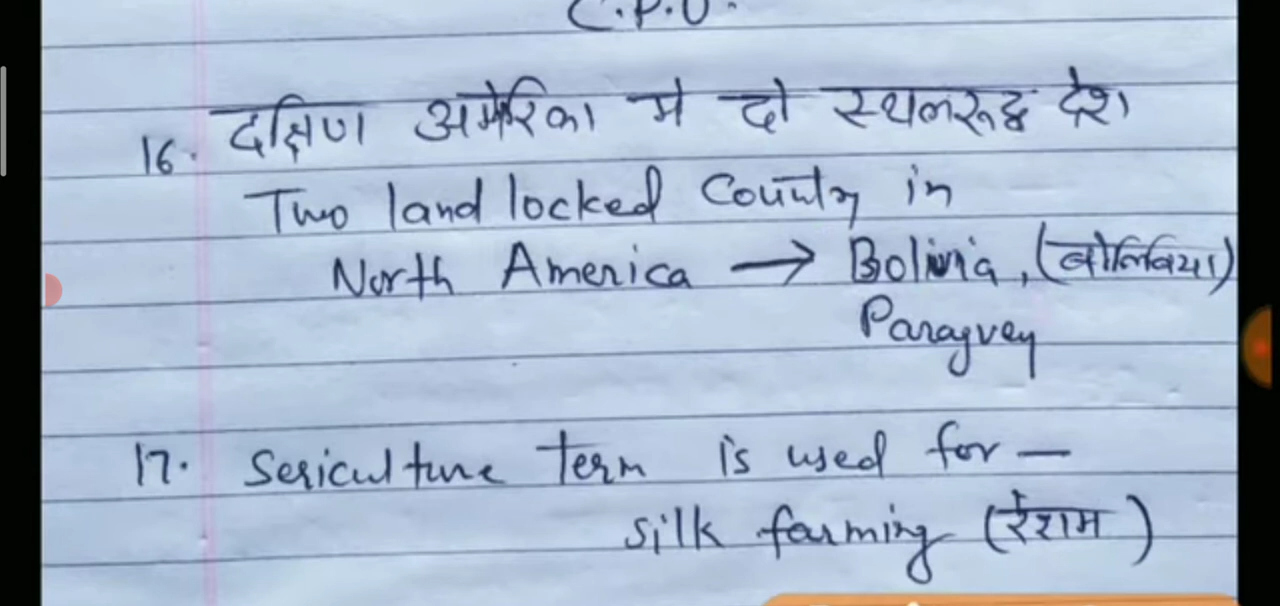 C.P.U.
16. दक्षिण अमेरिका मे दो स्थलरूद्ध देश।
Two land locked County in
North America → Bolivia, (बोलिविया)
Paraguey
17. Sericulture term is used for —
silk farming (रेशम)